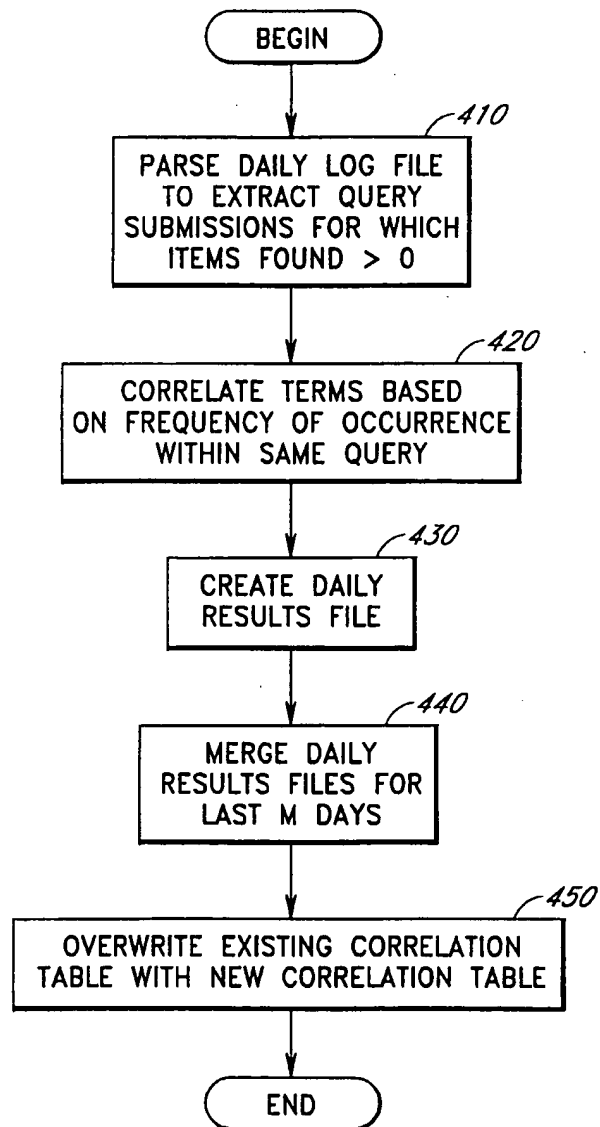 BEGIN
410
PARSE DAILY LOG FILE
TO EXTRACT QUERY
SUBMISSIONS FOR WHICH
ITEMS FOUND > 0
420
CORRELATE TERMS BASED
ON FREQUENCY OF OCCURRENCE
WITHIN SAME QUERY
430
CREATE DAILY
RESULTS FILE
440
MERGE DAILY
RESULTS FILES FOR
LAST M DAYS
450
OVERWRITE EXISTING CORRELATION
TABLE WITH NEW CORRELATION TABLE
END